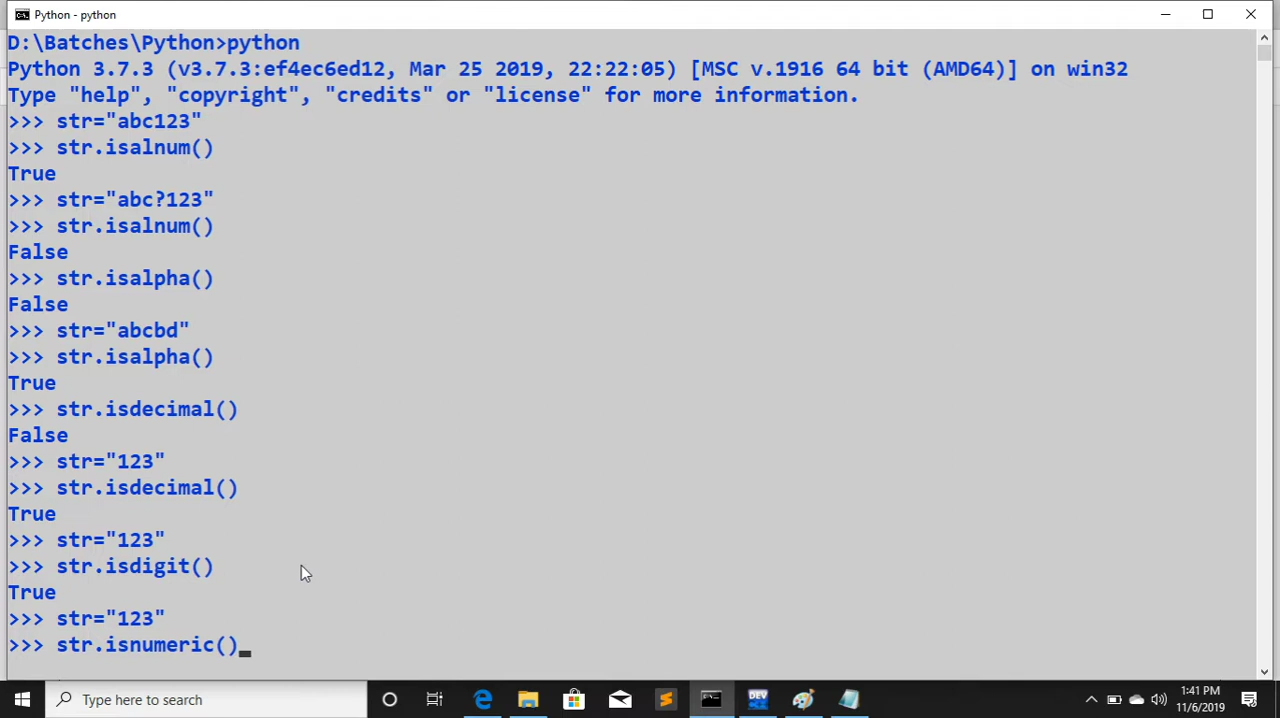 Python - python
D:\Batches\Python>python
Python 3.7.3 (v3.7.3:ef4ec6ed12, Mar 25 2019, 22:22:05) [MSC v.1916 64 bit (AMD64)] on win32
Type "help", "copyright", "credits" or "license" for more information.
>>> str="abc123"
>>> str.isalnum()
True
>>> str="abc?123"
>>> str.isalnum()
False
>>> str.isalpha()
False
>>> str="abcbd"
>>> str.isalpha()
True
>>> str.isdecimal()
False
>>> str="123"
>>> str.isdecimal()
True
>>> str="123"
>>> str.isdigit()
True
>>> str="123"
>>> str.isnumeric()
Type here to search
DEV
1:41 PM
11/6/2019